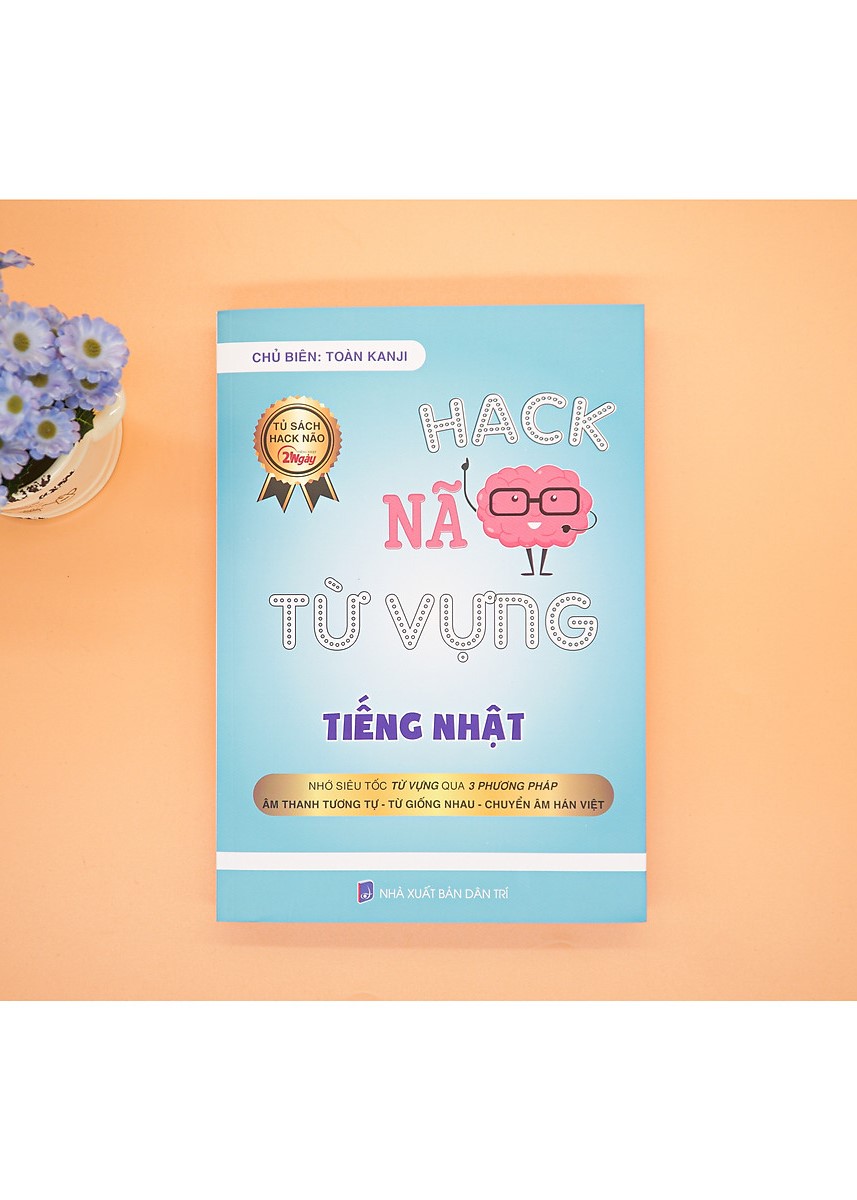 CHỦ BIÊN: TOÀN KANJI
TỦ SÁCH
HACK NÃO
2Ngày
HACK
NÃ
TỪ VỰNG
TIẾNG NHẬT
NHỚ SIÊU TỐC TỪ VỰNG QUA 3 PHƯƠNG PHÁP
ÂM THANH TƯƠNG TỰ - TỪ GIỐNG NHAU - CHUYỂN ÂM HÁN VIỆT
NHÀ XUẤT BẢN DÂN TRÍ